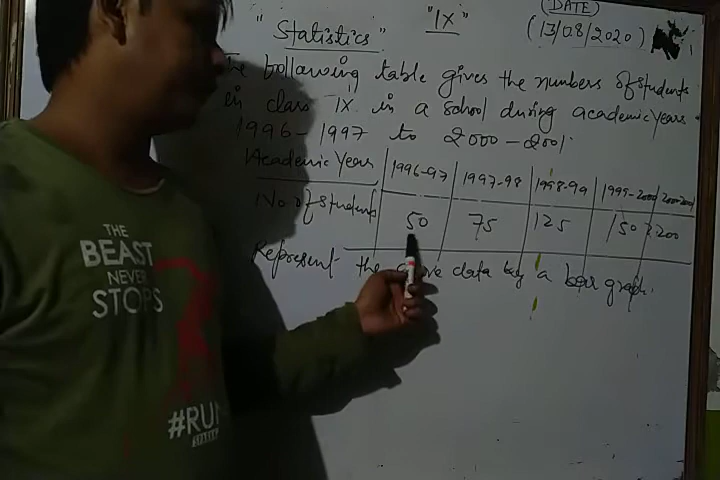 "Statistics" "IX" (DATE)
(13/08/2020)
The following table gives the numbers of students
in class IX in a school during academic years
1996-1997 to 2000-2001.
Academic Years 1996-97 1997-98 1998-99 1999-2000 2000-2001
No. of students 50 75 125 150 200
Represent the above data by a bar graph.
THE
BEAST
NEVER
STOPS
#RUN